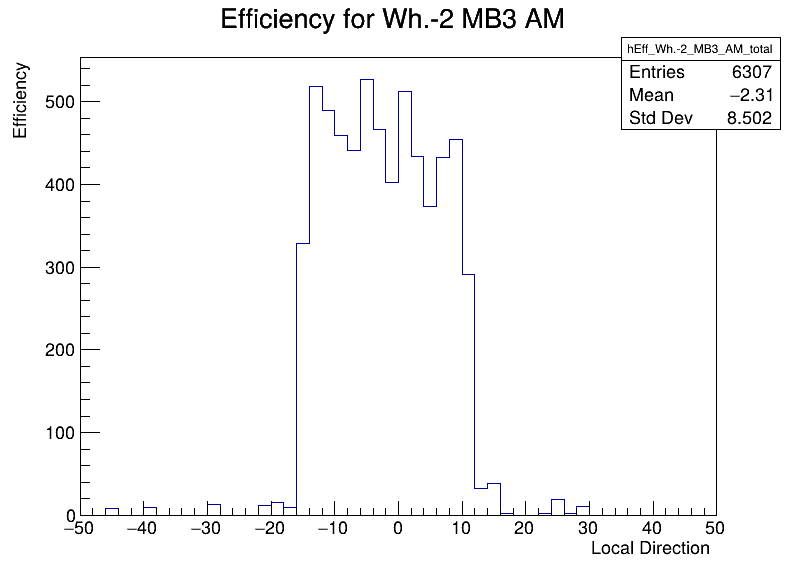 Efficiency for Wh.-2 MB3 AM
hEff_Wh.-2_MB3_AM_total
Entries 6307
Mean −2.31
Std Dev 8.502
Efficiency
500
400
300
200
100
0
−50 −40 −30 −20 −10 0 10 20 30 40 50
Local Direction